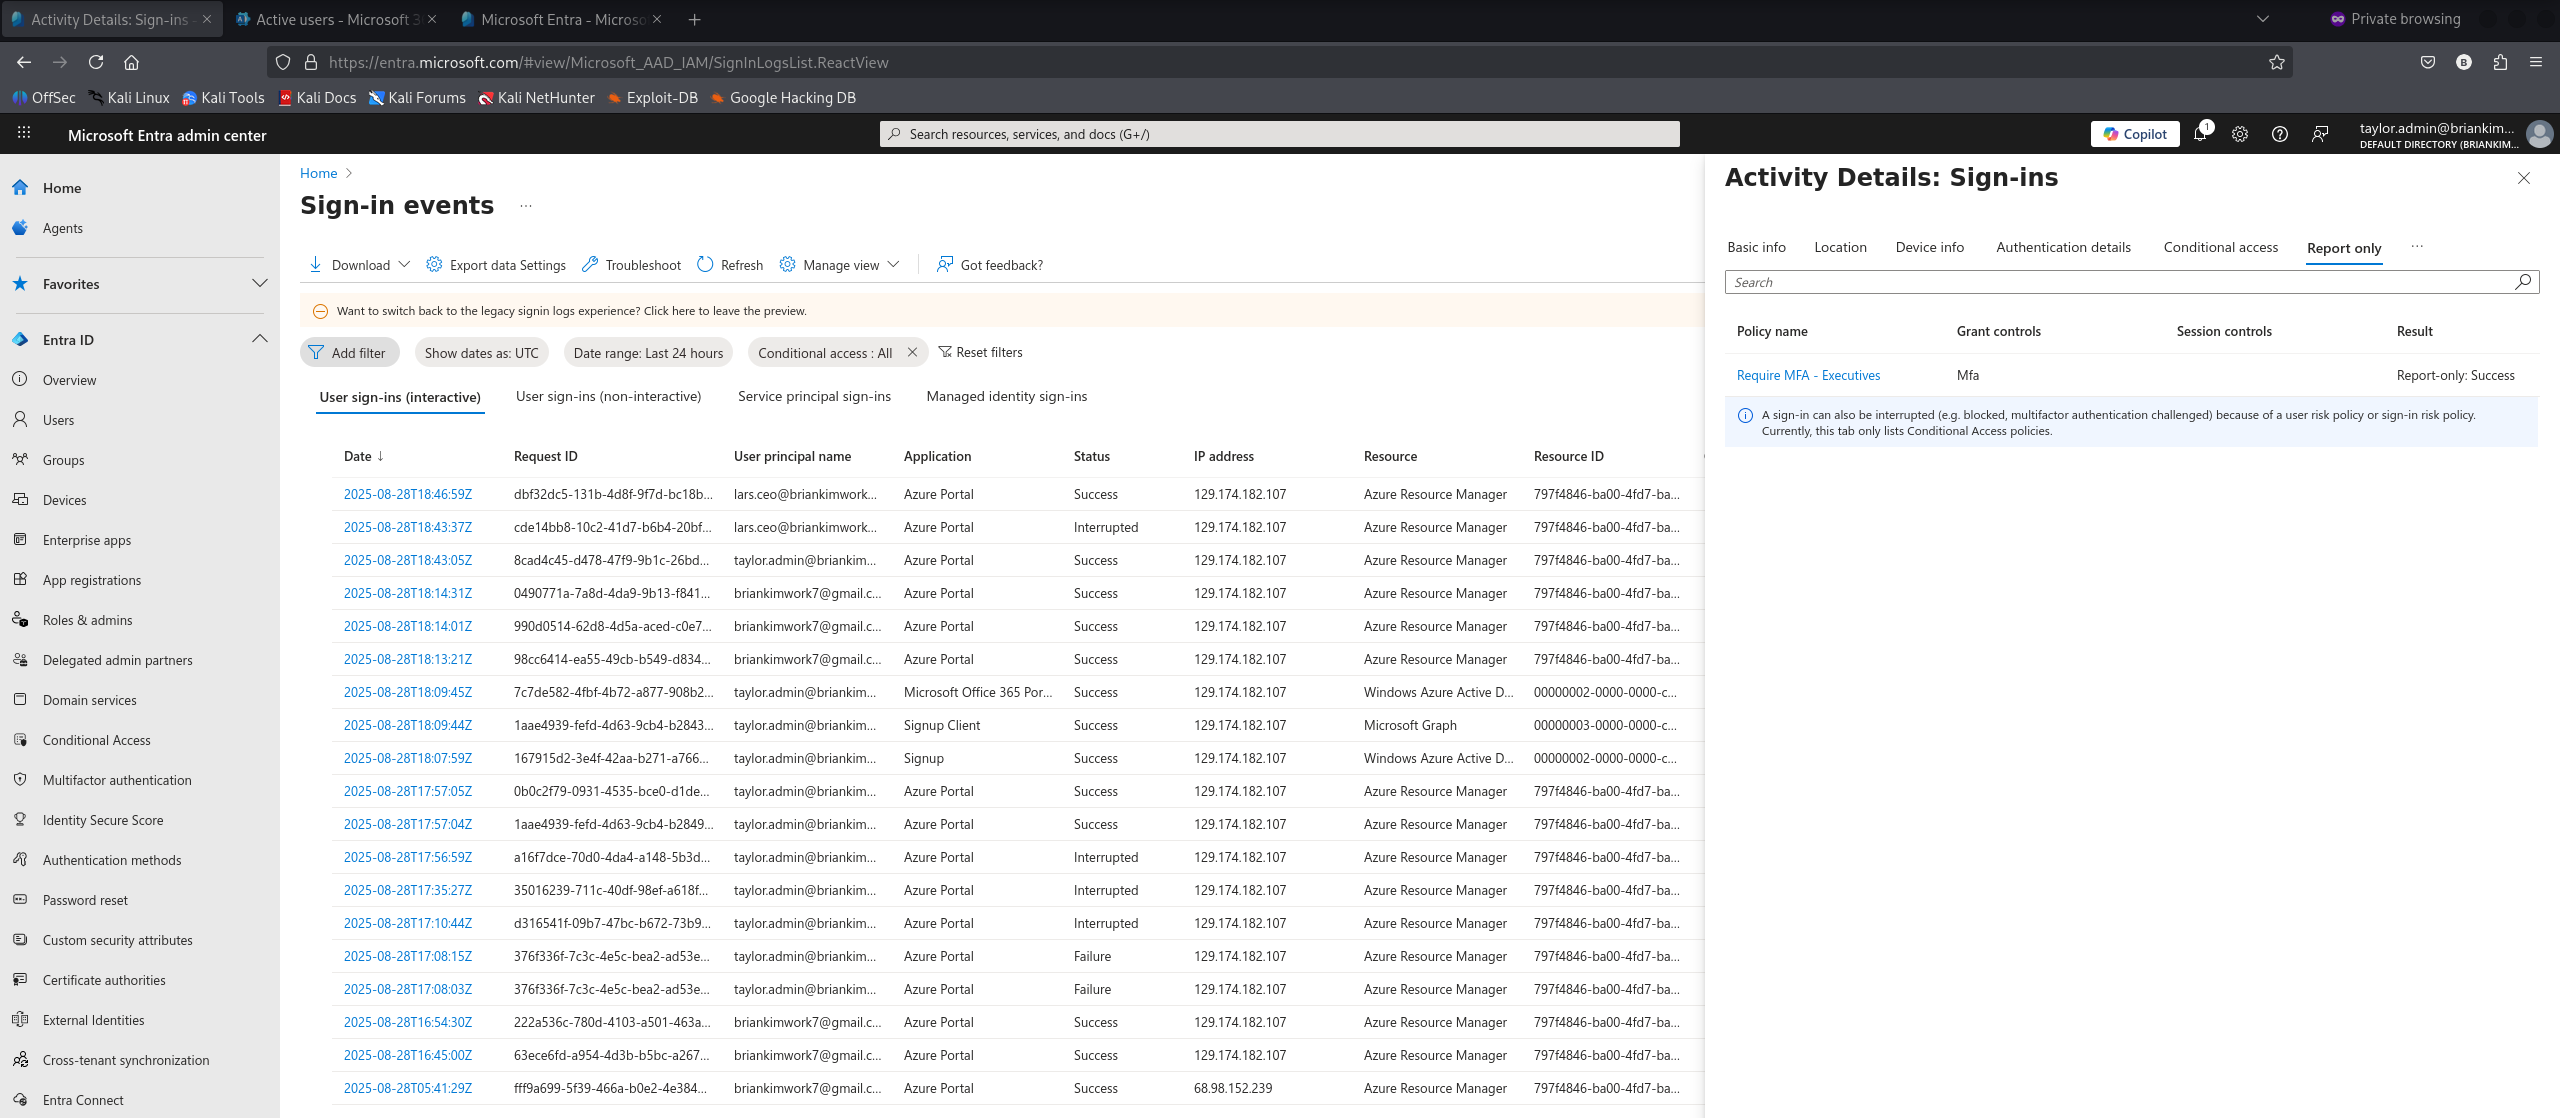 Activity Details: Sign-ins -
Active users - Microsoft 3
Microsoft Entra - Microso
Private browsing
https://entra.microsoft.com/#view/Microsoft_AAD_IAM/SignInLogsList.ReactView
OffSec Kali Linux Kali Tools Kali Docs Kali Forums Kali NetHunter Exploit-DB Google Hacking DB
Microsoft Entra admin center
Search resources, services, and docs (G+/)
Copilot
1
taylor.admin@briankim...
DEFAULT DIRECTORY (BRIANKIM...
Home
Agents
Favorites
Entra ID
Overview
Users
Groups
Devices
Enterprise apps
App registrations
Roles & admins
Delegated admin partners
Domain services
Conditional Access
Multifactor authentication
Identity Secure Score
Authentication methods
Password reset
Custom security attributes
Certificate authorities
External Identities
Cross-tenant synchronization
Entra Connect
Home
Sign-in events ...
Download Export data Settings Troubleshoot Refresh Manage view Got feedback?
Want to switch back to the legacy signin logs experience? Click here to leave the preview.
Add filter Show dates as: UTC Date range: Last 24 hours Conditional access : All Reset filters
User sign-ins (interactive) User sign-ins (non-interactive) Service principal sign-ins Managed identity sign-ins
Date ↓ Request ID User principal name Application Status IP address Resource Resource ID
2025-08-28T18:46:59Z dbf32dc5-131b-4d8f-9f7d-bc18b... lars.ceo@briankimwork... Azure Portal Success 129.174.182.107 Azure Resource Manager 797f4846-ba00-4fd7-ba...
2025-08-28T18:43:37Z cde14bb8-10c2-41d7-b6b4-20bf... lars.ceo@briankimwork... Azure Portal Interrupted 129.174.182.107 Azure Resource Manager 797f4846-ba00-4fd7-ba...
2025-08-28T18:43:05Z 8cad4c45-d478-47f9-9b1c-26bd... taylor.admin@briankim... Azure Portal Success 129.174.182.107 Azure Resource Manager 797f4846-ba00-4fd7-ba...
2025-08-28T18:14:31Z 0490771a-7a8d-4da9-9b13-f841... briankimwork7@gmail.c... Azure Portal Success 129.174.182.107 Azure Resource Manager 797f4846-ba00-4fd7-ba...
2025-08-28T18:14:01Z 990d0514-62d8-4d5a-aced-c0e7... briankimwork7@gmail.c... Azure Portal Success 129.174.182.107 Azure Resource Manager 797f4846-ba00-4fd7-ba...
2025-08-28T18:13:21Z 98cc6414-ea55-49cb-b549-d834... briankimwork7@gmail.c... Azure Portal Success 129.174.182.107 Azure Resource Manager 797f4846-ba00-4fd7-ba...
2025-08-28T18:09:45Z 7c7de582-4fbf-4b72-a877-908b2... taylor.admin@briankim... Microsoft Office 365 Por... Success 129.174.182.107 Windows Azure Active D... 00000002-0000-0000-c...
2025-08-28T18:09:44Z 1aae4939-fefd-4d63-9cb4-b2843... taylor.admin@briankim... Signup Client Success 129.174.182.107 Microsoft Graph 00000003-0000-0000-c...
2025-08-28T18:07:59Z 167915d2-3e4f-42aa-b271-a766... taylor.admin@briankim... Signup Success 129.174.182.107 Windows Azure Active D... 00000002-0000-0000-c...
2025-08-28T17:57:05Z 0b0c2f79-0931-4535-bce0-d1de... taylor.admin@briankim... Azure Portal Success 129.174.182.107 Azure Resource Manager 797f4846-ba00-4fd7-ba...
2025-08-28T17:57:04Z 1aae4939-fefd-4d63-9cb4-b2849... taylor.admin@briankim... Azure Portal Success 129.174.182.107 Azure Resource Manager 797f4846-ba00-4fd7-ba...
2025-08-28T17:56:59Z a16f7dce-70d0-4da4-a148-5b3d... taylor.admin@briankim... Azure Portal Interrupted 129.174.182.107 Azure Resource Manager 797f4846-ba00-4fd7-ba...
2025-08-28T17:35:27Z 35016239-711c-40df-98ef-a618f... taylor.admin@briankim... Azure Portal Interrupted 129.174.182.107 Azure Resource Manager 797f4846-ba00-4fd7-ba...
2025-08-28T17:10:44Z d316541f-09b7-47bc-b672-73b9... taylor.admin@briankim... Azure Portal Interrupted 129.174.182.107 Azure Resource Manager 797f4846-ba00-4fd7-ba...
2025-08-28T17:08:15Z 376f336f-7c3c-4e5c-bea2-ad53e... taylor.admin@briankim... Azure Portal Failure 129.174.182.107 Azure Resource Manager 797f4846-ba00-4fd7-ba...
2025-08-28T17:08:03Z 376f336f-7c3c-4e5c-bea2-ad53e... taylor.admin@briankim... Azure Portal Failure 129.174.182.107 Azure Resource Manager 797f4846-ba00-4fd7-ba...
2025-08-28T16:54:30Z 222a536c-780d-4103-a501-463a... briankimwork7@gmail.c... Azure Portal Success 129.174.182.107 Azure Resource Manager 797f4846-ba00-4fd7-ba...
2025-08-28T16:45:00Z 63ece6fd-a954-4d3b-b5bc-a267... briankimwork7@gmail.c... Azure Portal Success 129.174.182.107 Azure Resource Manager 797f4846-ba00-4fd7-ba...
2025-08-28T05:41:29Z fff9a699-5f39-466a-b0e2-4e384... briankimwork7@gmail.c... Azure Portal Success 68.98.152.239 Azure Resource Manager 797f4846-ba00-4fd7-ba...
Activity Details: Sign-ins
Basic info Location Device info Authentication details Conditional access Report only ...
Search
Policy name Grant controls Session controls Result
Require MFA - Executives Mfa Report-only: Success
A sign-in can also be interrupted (e.g. blocked, multifactor authentication challenged) because of a user risk policy or sign-in risk policy.
Currently, this tab only lists Conditional Access policies.